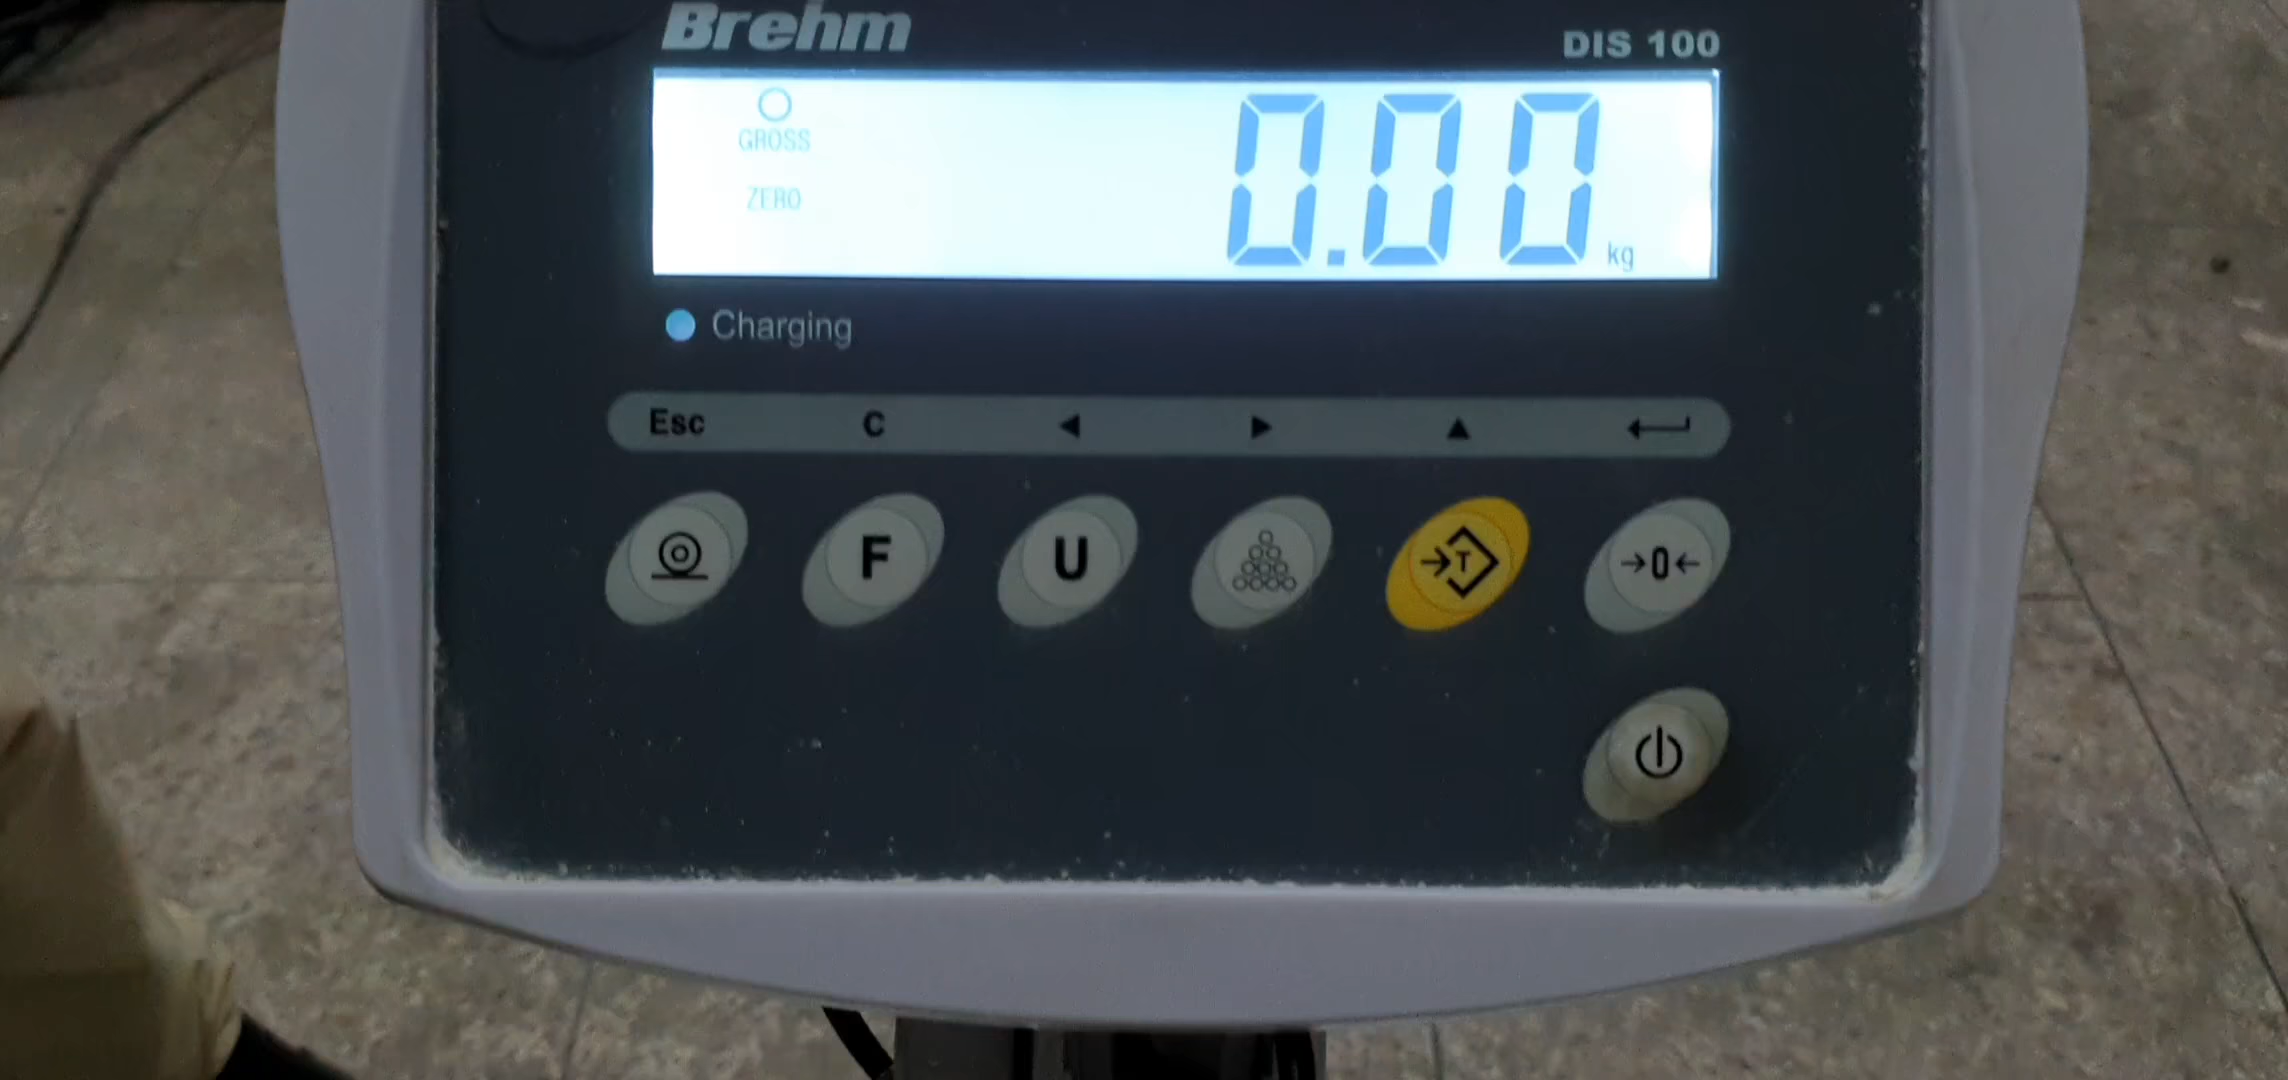 Brehm
DIS 100
GROSS
ZERO
0.00 kg
Charging
Esc C ◄ ► ▲ ↵
F U T →0←